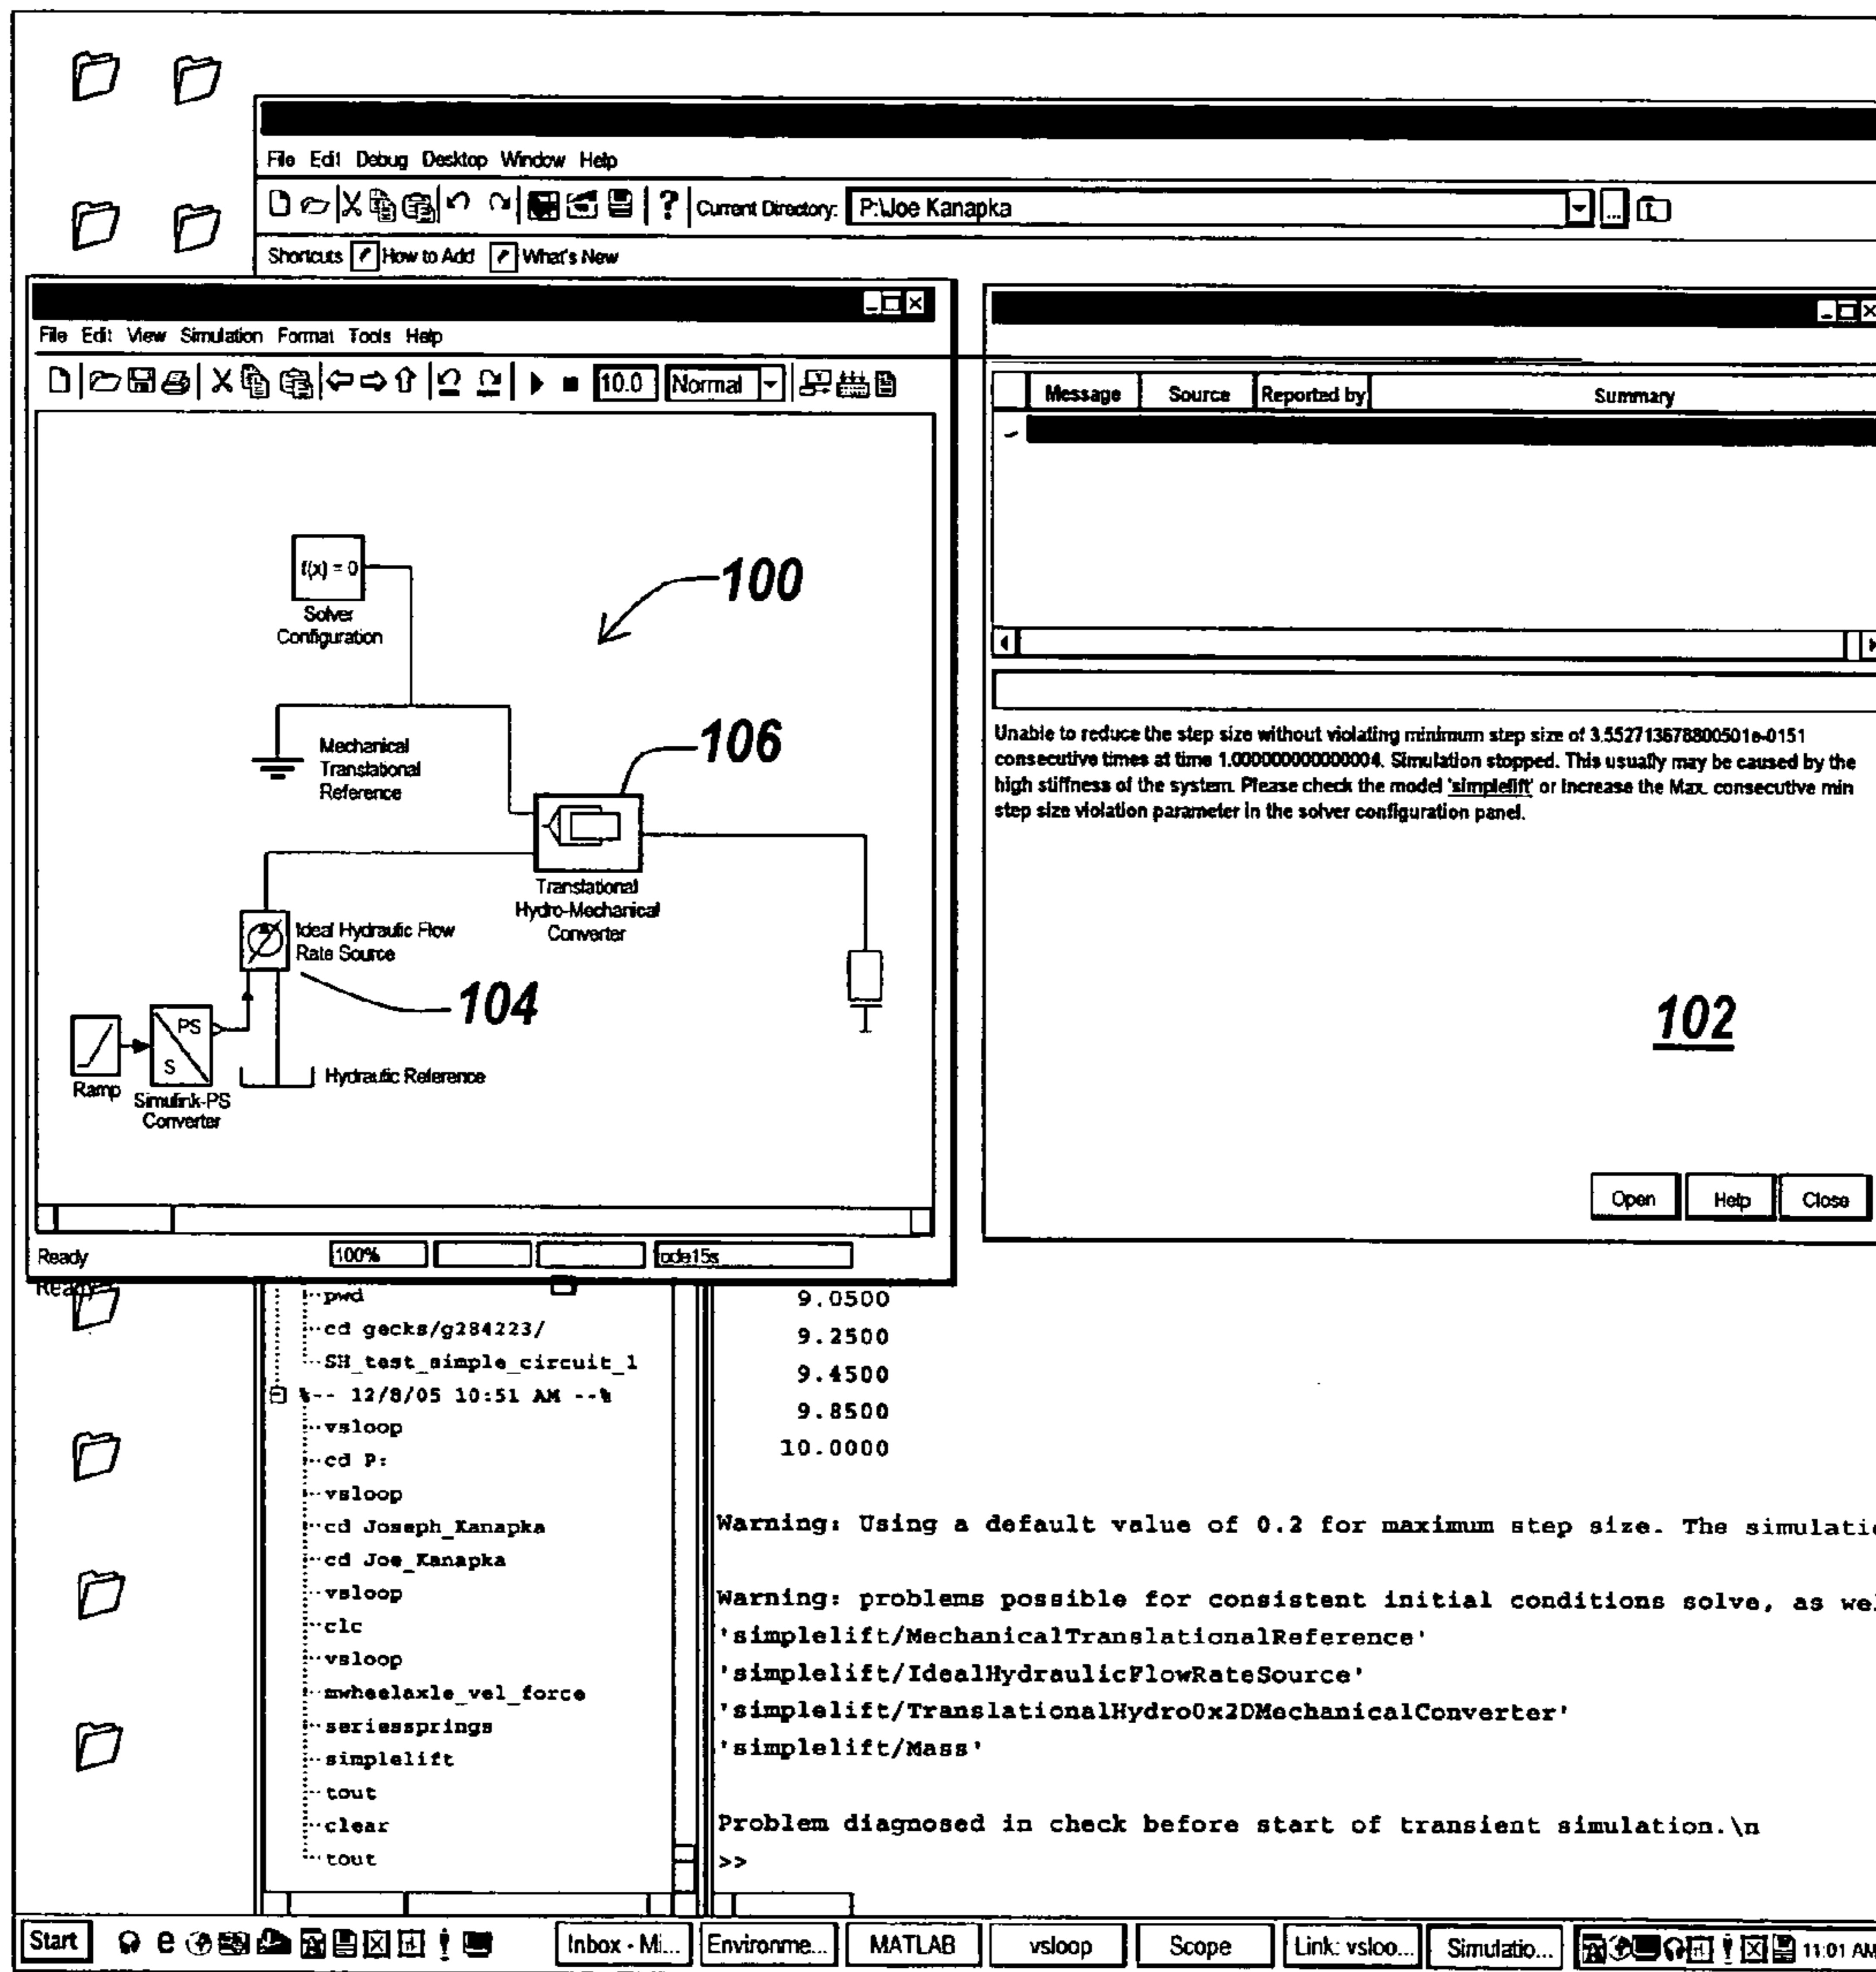 File Edit Debug Desktop Window Help
Current Directory: P:\Joe Kanapka
Shortcuts How to Add What's New
File Edit View Simulation Format Tools Help
10.0 Normal
f(x) = 0
Solver
Configuration
100
Mechanical
Translational
Reference
106
Translational
Hydro-Mechanical
Converter
Ideal Hydraulic Flow
Rate Source
104
PS
S
Ramp
Simulink-PS
Converter
Hydraulic Reference
Ready
100%
ode15s
Message Source Reported by Summary
Unable to reduce the step size without violating minimum step size of 3.552713678800501e-0151
consecutive times at time 1.000000000000004. Simulation stopped. This usually may be caused by the
high stiffness of the system. Please check the model 'simplelift' or increase the Max. consecutive min
step size violation parameter in the solver configuration panel.
102
Open Help Close
Ready
pwd
cd gecks/g284223/
SH_test_simple_circuit_1
%-- 12/8/05 10:51 AM --%
vsloop
cd P:
vsloop
cd Joseph_Kanapka
cd Joe_Kanapka
vsloop
clc
vsloop
mwheelaxle_vel_force
seriessprings
simplelift
tout
clear
tout
9.0500
9.2500
9.4500
9.8500
10.0000
Warning: Using a default value of 0.2 for maximum step size. The simulatio
Warning: problems possible for consistent initial conditions solve, as wel
'simplelift/MechanicalTranslationalReference'
'simplelift/IdealHydraulicFlowRateSource'
'simplelift/TranslationalHydro0x2DMechanicalConverter'
'simplelift/Mass'
Problem diagnosed in check before start of transient simulation.\n
>>
Start Inbox - Mi... Environme... MATLAB vsloop Scope Link: vsloo... Simulatio... 11:01 AM